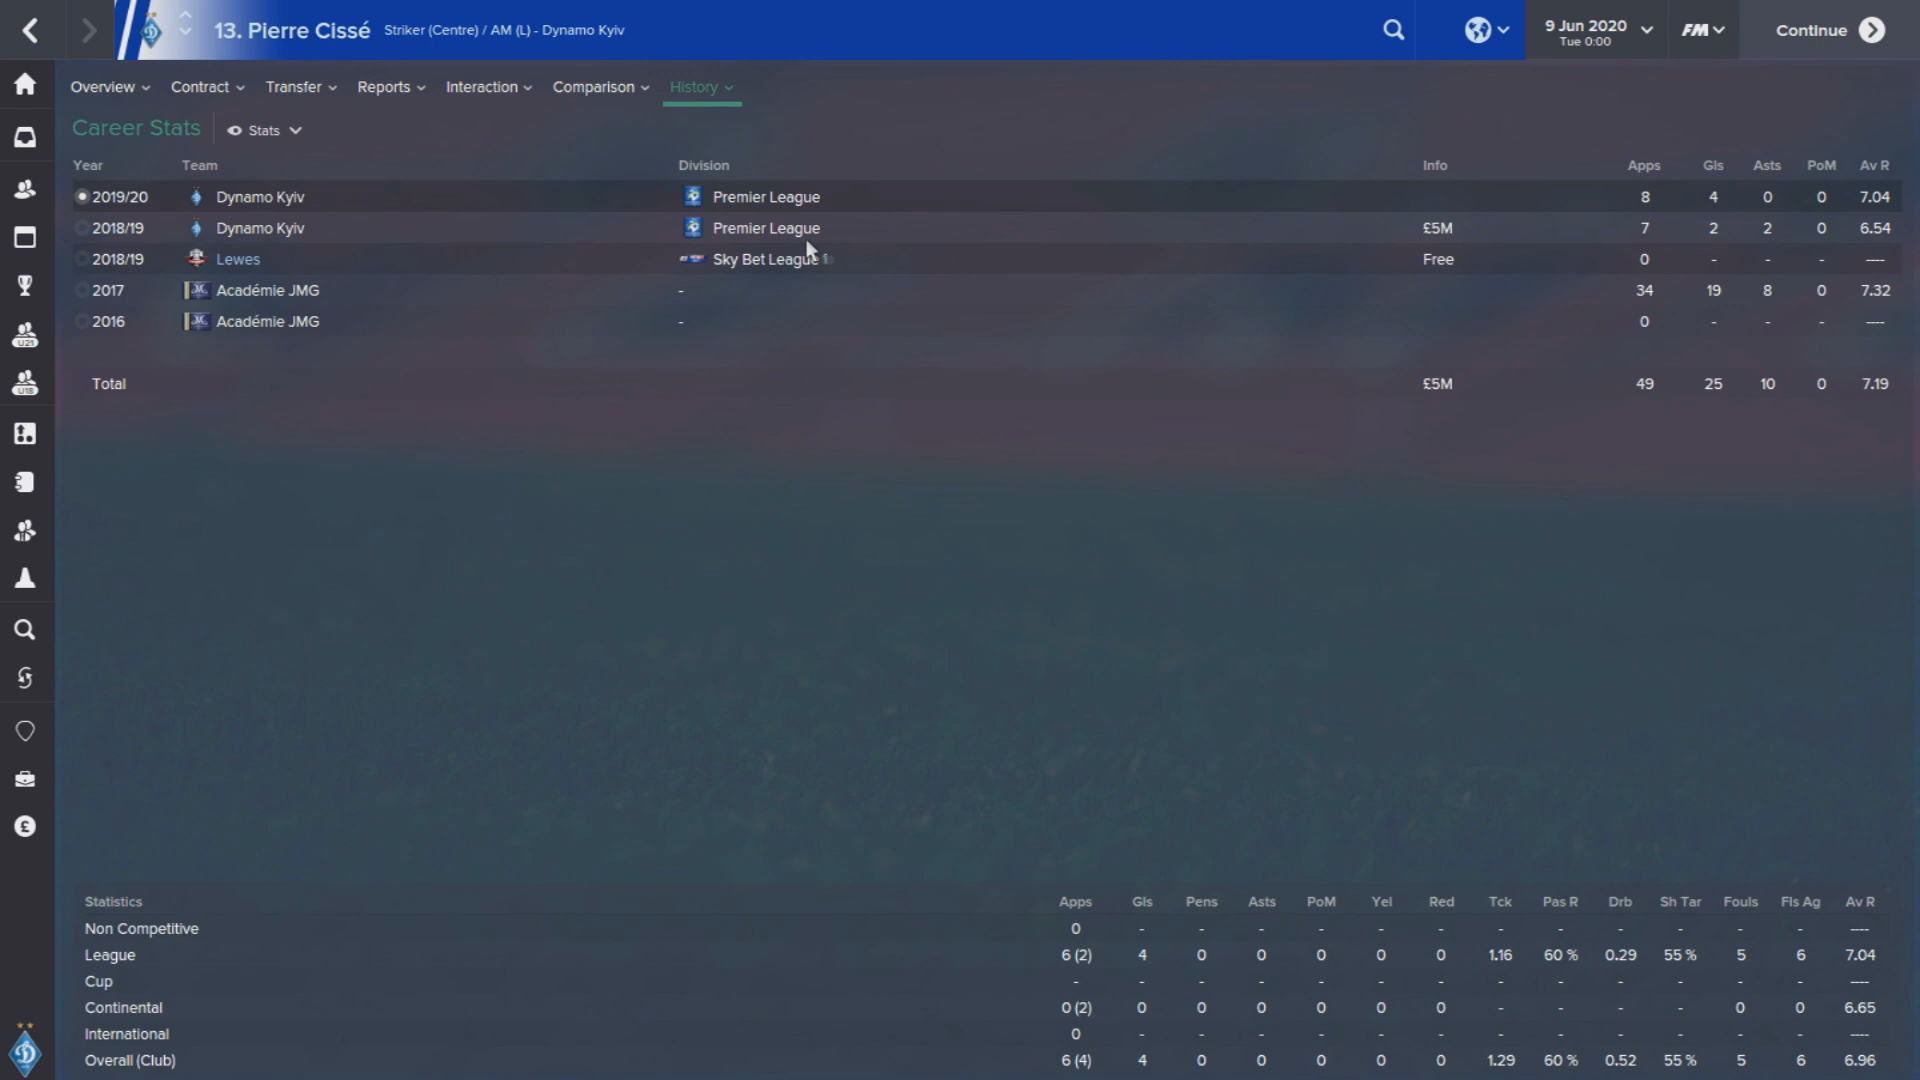 13. Pierre Cissé Striker (Centre) / AM (L) - Dynamo Kyiv 9 Jun 2020 FM Continue
Tue 0:00
Overview Contract Transfer Reports Interaction Comparison History
Career Stats Stats
Year Team Division Info Apps Gls Asts PoM Av R
2019/20 Dynamo Kyiv Premier League 8 4 0 0 7.04
2018/19 Dynamo Kyiv Premier League £5M 7 2 2 0 6.54
2018/19 Lewes Sky Bet League 1 Free 0 - - - ----
2017 Académie JMG - 34 19 8 0 7.32
2016 Académie JMG - 0 - - - ----
Total £5M 49 25 10 0 7.19
U21
U18
Statistics Apps Gls Pens Asts PoM Yel Red Tck Pas R Drb Sh Tar Fouls Fls Ag Av R
Non Competitive 0 - - - - - - - - - - - - ----
League 6 (2) 4 0 0 0 0 0 1.16 60 % 0.29 55 % 5 6 7.04
Cup - - - - - - - - - - - - - ----
Continental 0 (2) 0 0 0 0 0 0 - - - - 0 0 6.65
International 0 - - - - - - - - - - - - ----
Overall (Club) 6 (4) 4 0 0 0 0 0 1.29 60 % 0.52 55 % 5 6 6.96